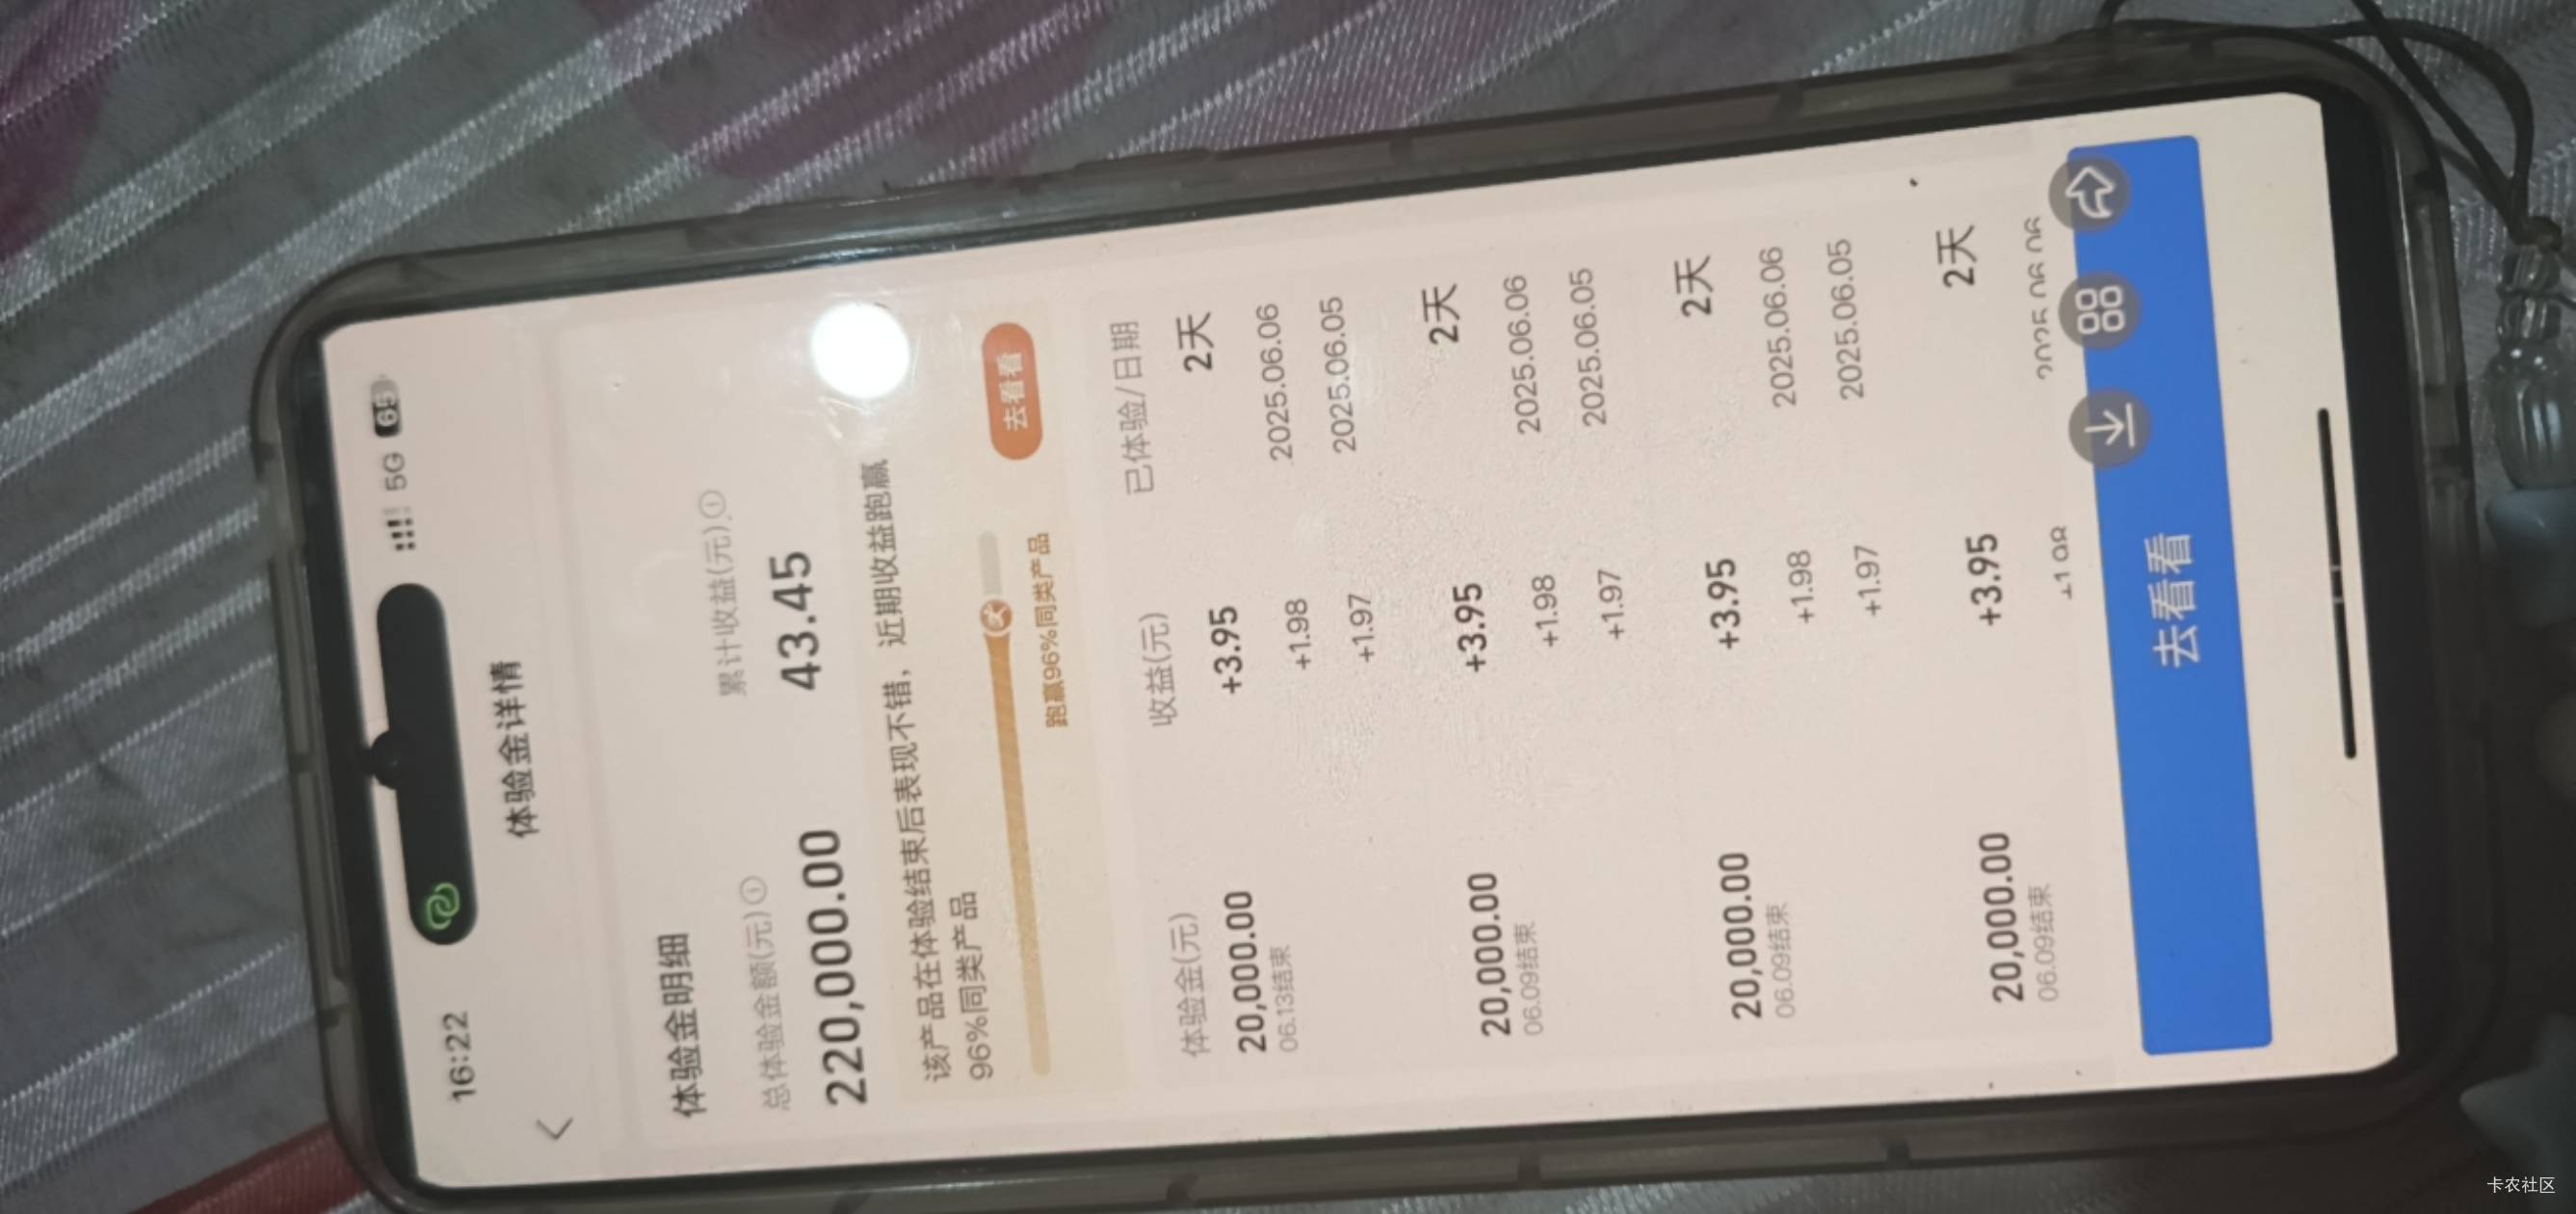 16:22
5G 65
体验金详情
体验金明细
总体验金额(元) 累计收益(元)
220,000.00 43.45
该产品在体验结束后表现不错，近期收益跑赢
96%同类产品
去看看
跑赢96%同类产品
体验金(元) 收益(元) 已体验/日期
20,000.00 +3.95 2天
06.13结束 +1.98 2025.06.06
+1.97 2025.06.05
20,000.00 +3.95 2天
06.09结束 +1.98 2025.06.06
+1.97 2025.06.05
20,000.00 +3.95 2天
06.09结束 +1.98 2025.06.06
+1.97 2025.06.05
20,000.00 +3.95 2天
06.09结束 +1.98 2025.06.06
去看看
卡农社区